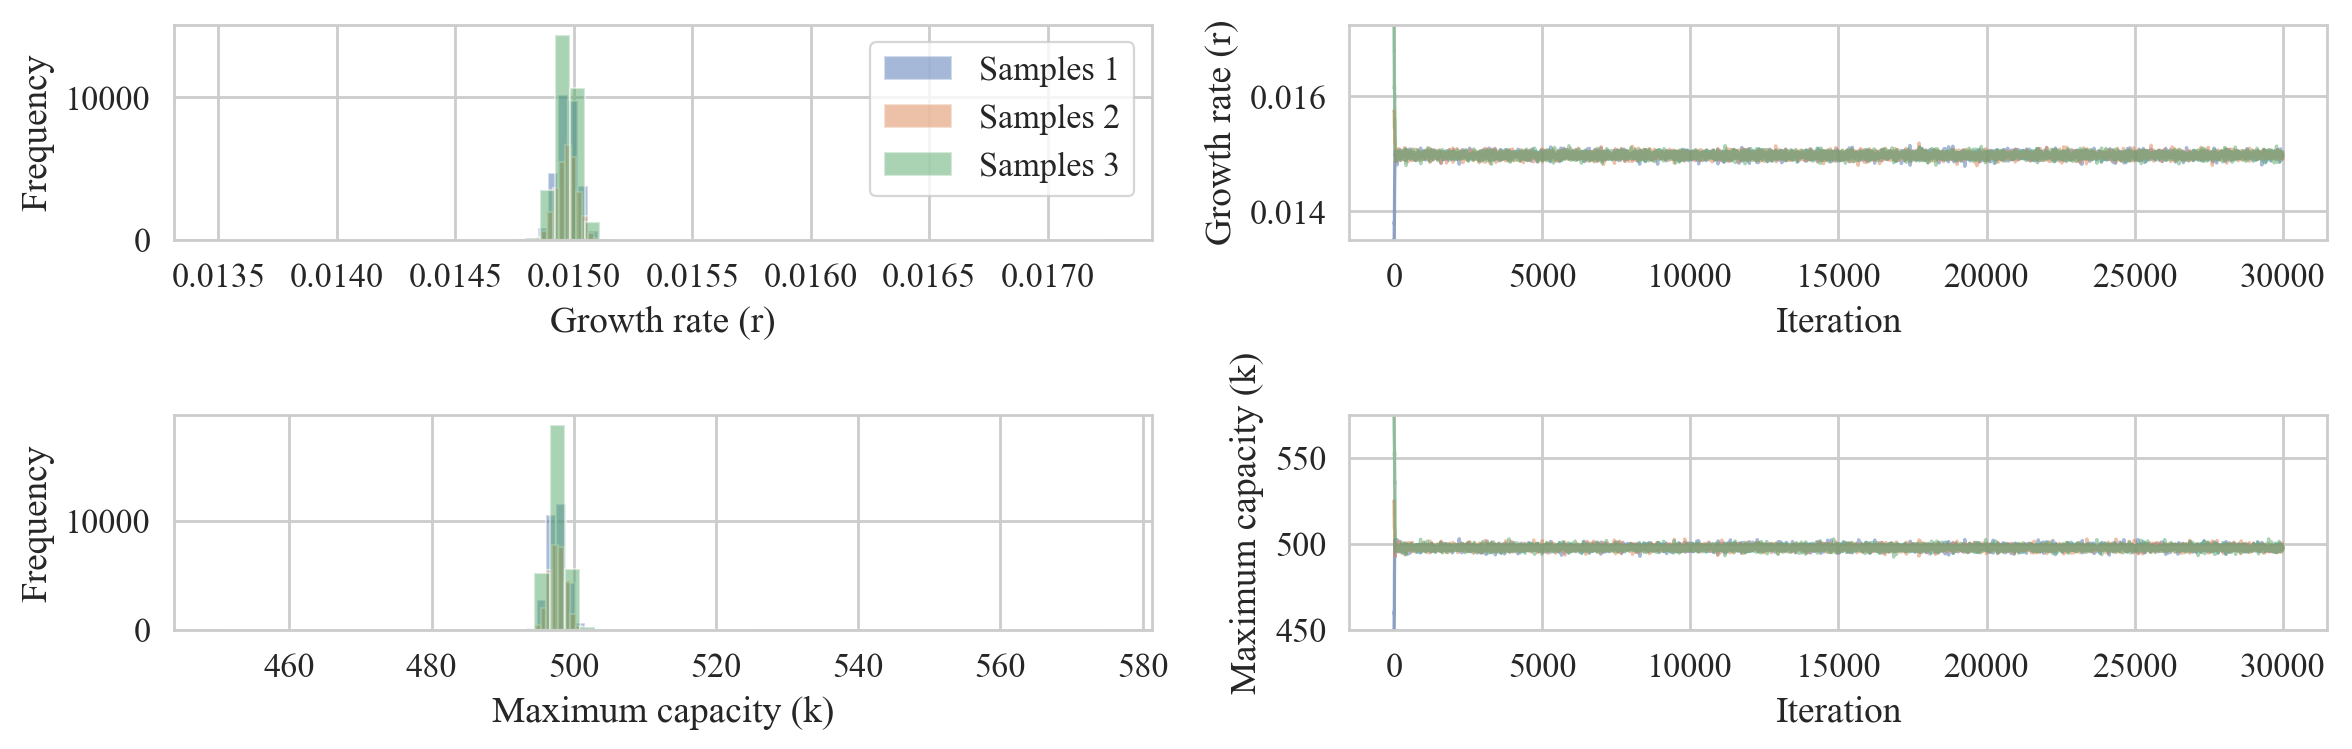 Frequency
10000
0
Samples 1
Samples 2
Samples 3
0.0135 0.0140 0.0145 0.0150 0.0155 0.0160 0.0165 0.0170
Growth rate (r)
Growth rate (r)
0.016
0.014
0 5000 10000 15000 20000 25000 30000
Iteration
Frequency
10000
0
460 480 500 520 540 560 580
Maximum capacity (k)
Maximum capacity (k)
550
500
450
0 5000 10000 15000 20000 25000 30000
Iteration